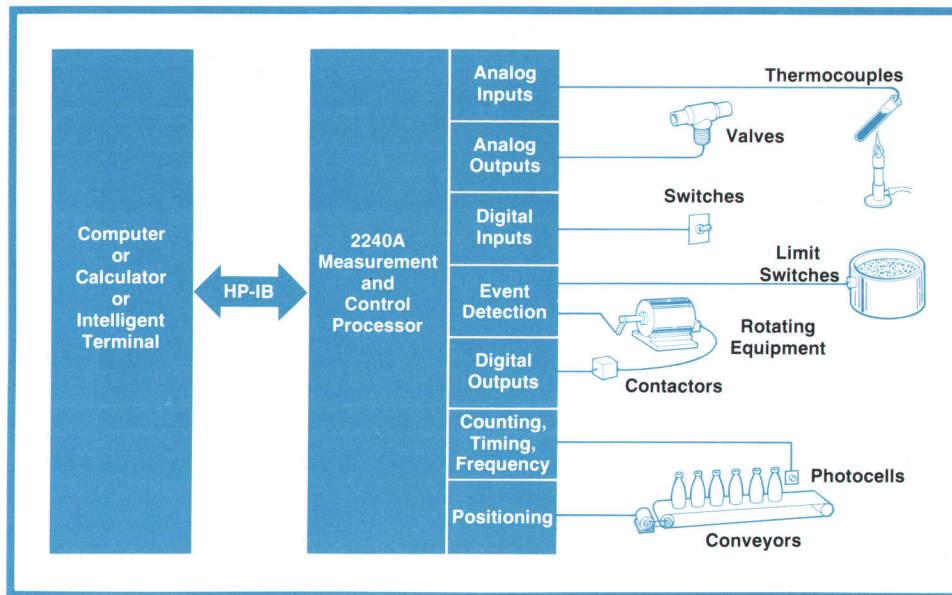 Computer
or
Calculator
or
Intelligent
Terminal
HP-IB
2240A
Measurement
and
Control
Processor
Analog
Inputs
Analog
Outputs
Digital
Inputs
Event
Detection
Digital
Outputs
Counting,
Timing,
Frequency
Positioning
Thermocouples
Valves
Switches
Limit
Switches
Rotating
Equipment
Contactors
Photocells
Conveyors